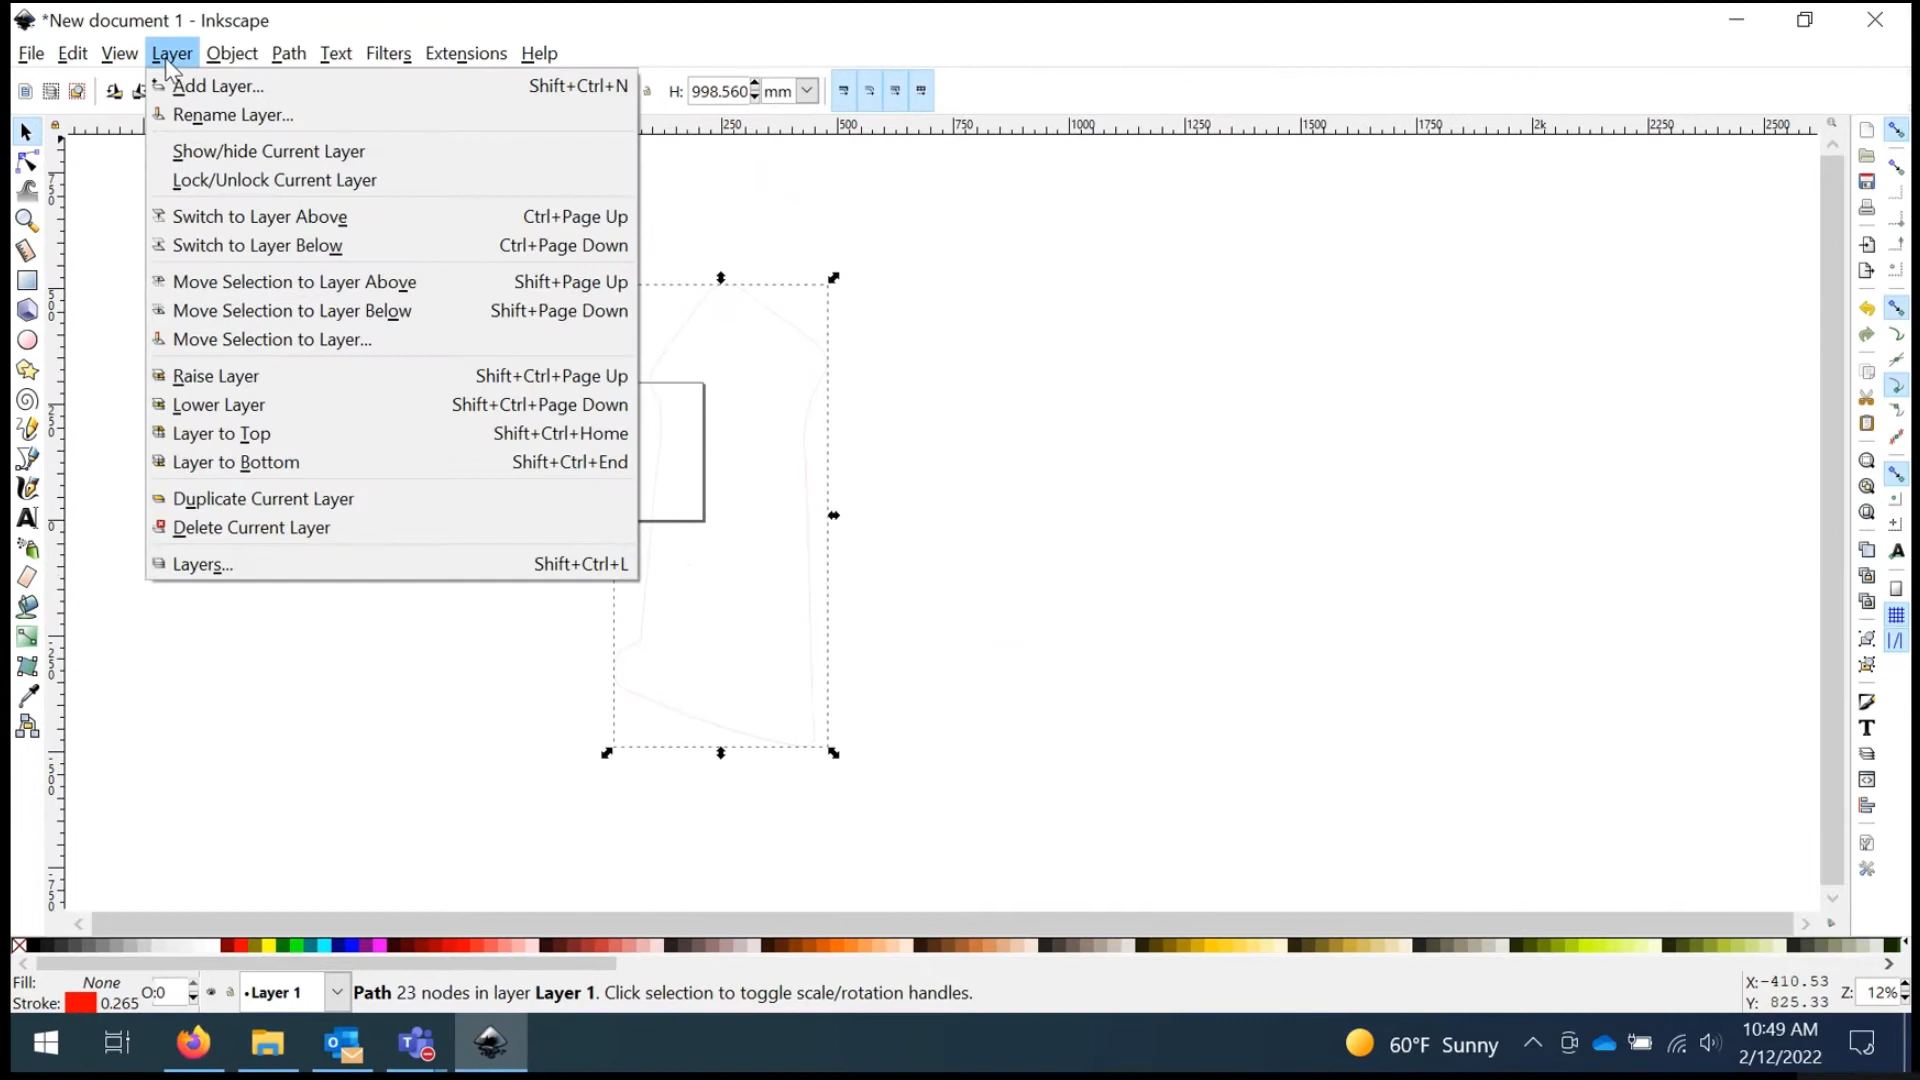 *New document 1 - Inkscape
File Edit View Layer Object Path Text Filters Extensions Help
H: 998.560 mm
Add Layer... Shift+Ctrl+N
Rename Layer...
Show/hide Current Layer
Lock/Unlock Current Layer
Switch to Layer Above Ctrl+Page Up
Switch to Layer Below Ctrl+Page Down
Move Selection to Layer Above Shift+Page Up
Move Selection to Layer Below Shift+Page Down
Move Selection to Layer...
Raise Layer Shift+Ctrl+Page Up
Lower Layer Shift+Ctrl+Page Down
Layer to Top Shift+Ctrl+Home
Layer to Bottom Shift+Ctrl+End
Duplicate Current Layer
Delete Current Layer
Layers... Shift+Ctrl+L
250 500 750 1000 1250 1500 1750 2k 2250 2500
750
500
250
0
-250
-500
-750
Fill: None O:0 •Layer 1 Path 23 nodes in layer Layer 1. Click selection to toggle scale/rotation handles. X:-410.53 Z: 12%
Stroke: 0.265 Y: 825.33
60°F Sunny 10:49 AM
2/12/2022